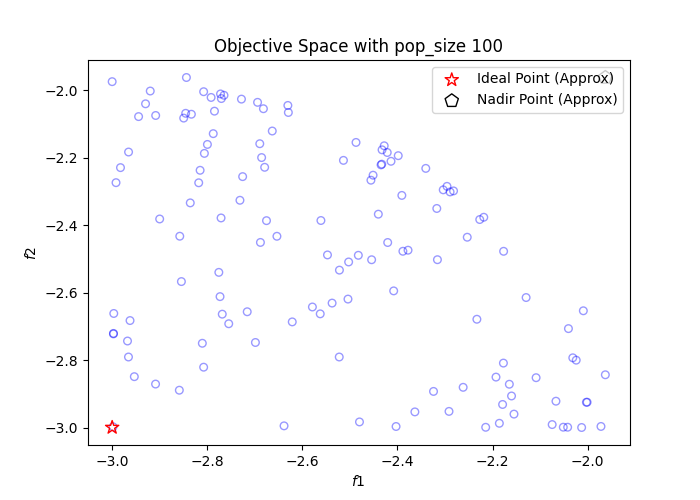 Objective Space with pop_size 100
Ideal Point (Approx)
Nadir Point (Approx)
f2
−2.0
−2.2
−2.4
−2.6
−2.8
−3.0
−3.0 −2.8 −2.6 −2.4 −2.2 −2.0
f1